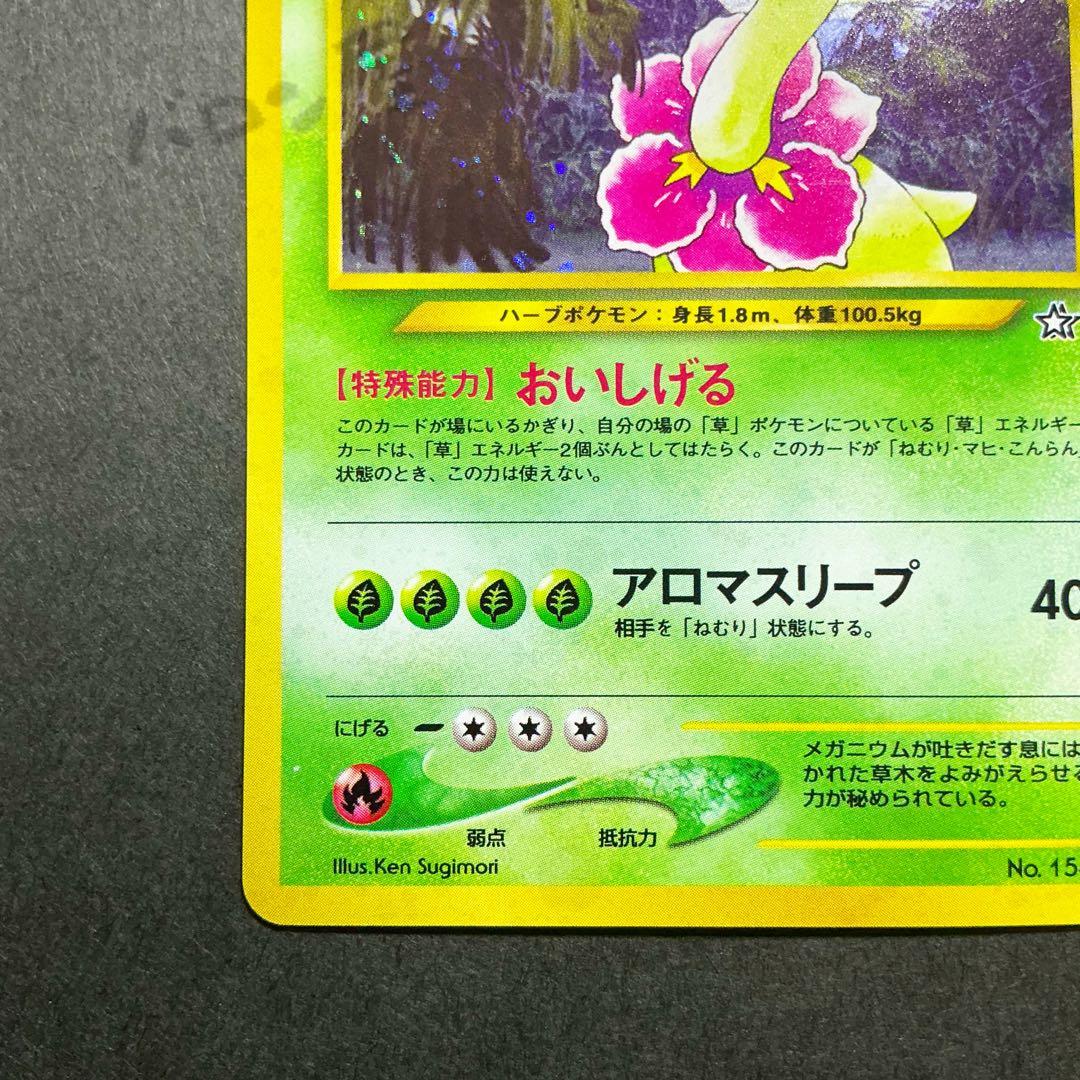 ハーブポケモン：身長1.8m、体重100.5kg
【特殊能力】おいしげる
このカードが場にいるかぎり、自分の場の「草」ポケモンについている「草」エネルギー
カードは、「草」エネルギー2個ぶんとしてはたらく。このカードが「ねむり・マヒ・こんらん」
状態のとき、この力は使えない。
アロマスリープ 40
相手を「ねむり」状態にする。
にげる
メガニウムが吐きだす息には
かれた草木をよみがえらせる
力が秘められている。
弱点 抵抗力
Illus. Ken Sugimori
No. 15